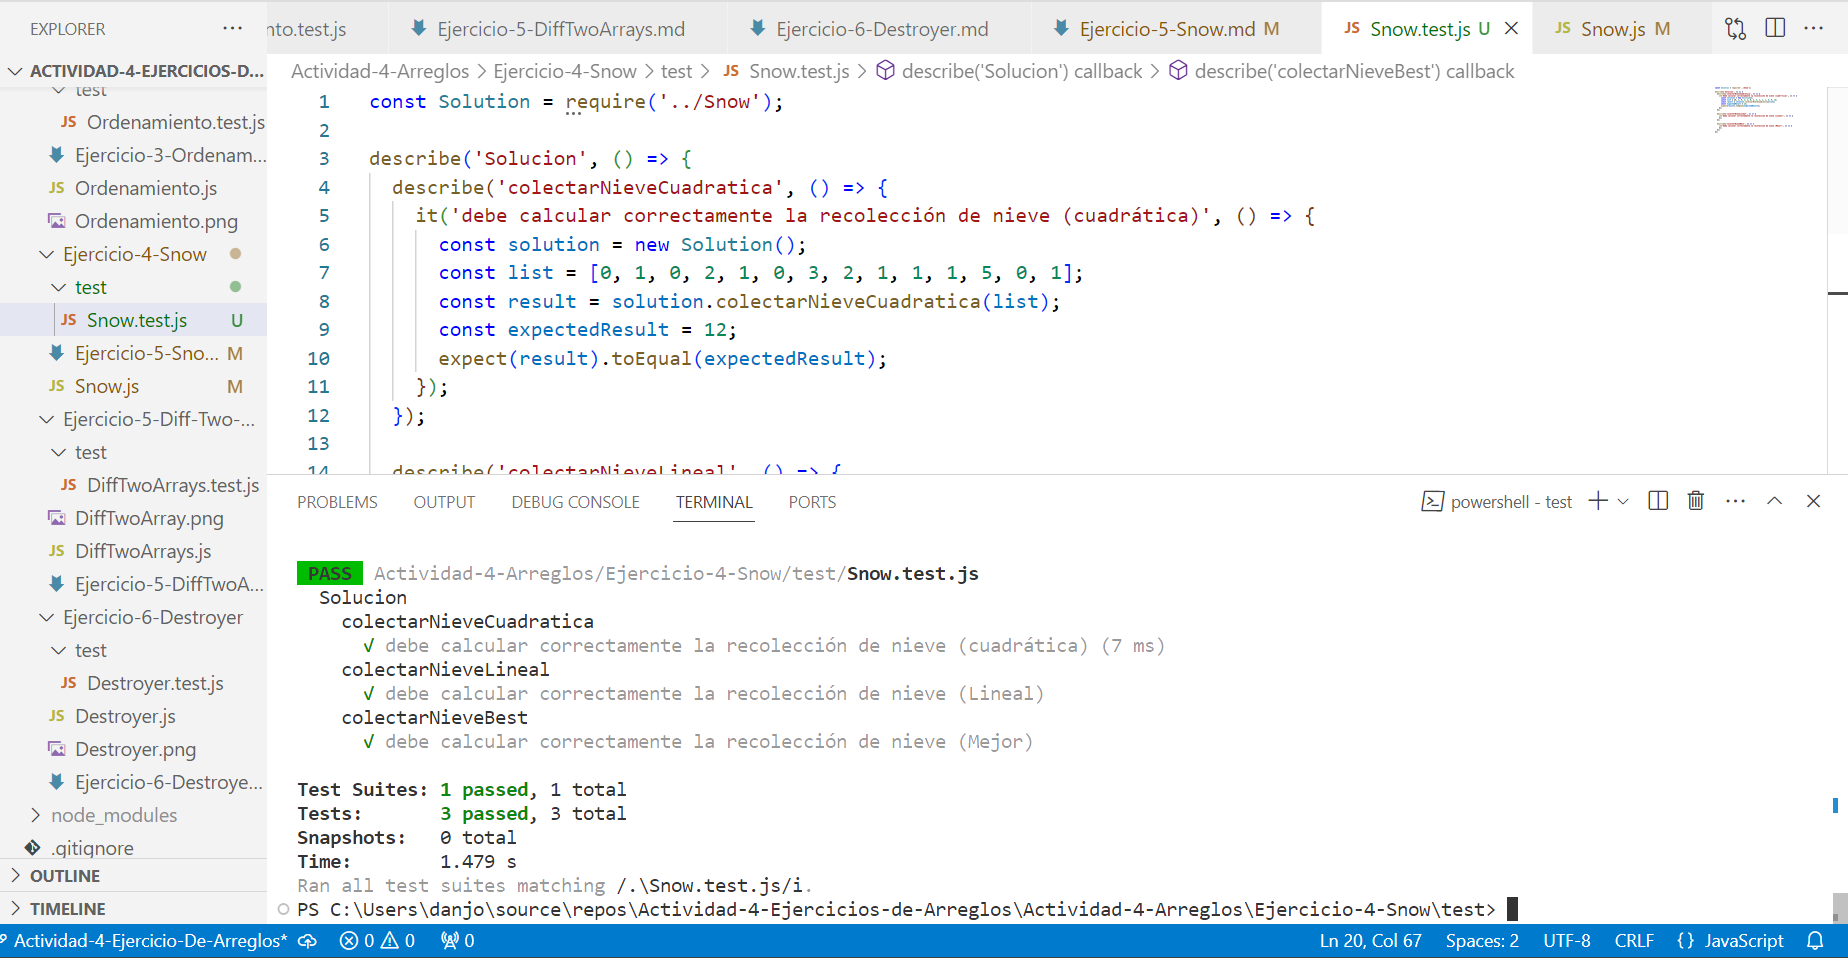 EXPLORER ···
ACTIVIDAD-4-EJERCICIOS-D...
test
JS Ordenamiento.test.js
Ejercicio-3-Ordenam...
JS Ordenamiento.js
Ordenamiento.png
Ejercicio-4-Snow
test
JS Snow.test.js U
Ejercicio-5-Sno... M
JS Snow.js M
Ejercicio-5-Diff-Two-...
test
JS DiffTwoArrays.test.js
DiffTwoArray.png
JS DiffTwoArrays.js
Ejercicio-5-DiffTwoA...
Ejercicio-6-Destroyer
test
JS Destroyer.test.js
JS Destroyer.js
Destroyer.png
Ejercicio-6-Destroye...
node_modules
.gitignore
OUTLINE
TIMELINE
nto.test.js Ejercicio-5-DiffTwoArrays.md Ejercicio-6-Destroyer.md Ejercicio-5-Snow.md M JS Snow.test.js U JS Snow.js M ···
Actividad-4-Arreglos > Ejercicio-4-Snow > test > JS Snow.test.js > describe('Solucion') callback > describe('colectarNieveBest') callback
1 const Solution = require('../Snow');
2
3 describe('Solucion', () => {
4 describe('colectarNieveCuadratica', () => {
5 it('debe calcular correctamente la recolección de nieve (cuadrática)', () => {
6 const solution = new Solution();
7 const list = [0, 1, 0, 2, 1, 0, 3, 2, 1, 1, 1, 5, 0, 1];
8 const result = solution.colectarNieveCuadratica(list);
9 const expectedResult = 12;
10 expect(result).toEqual(expectedResult);
11 });
12 });
13
14 describe('colectarNieveLineal', () => {
PROBLEMS OUTPUT DEBUG CONSOLE TERMINAL PORTS powershell - test ···
PASS Actividad-4-Arreglos/Ejercicio-4-Snow/test/Snow.test.js
Solucion
colectarNieveCuadratica
√ debe calcular correctamente la recolección de nieve (cuadrática) (7 ms)
colectarNieveLineal
√ debe calcular correctamente la recolección de nieve (Lineal)
colectarNieveBest
√ debe calcular correctamente la recolección de nieve (Mejor)
Test Suites: 1 passed, 1 total
Tests: 3 passed, 3 total
Snapshots: 0 total
Time: 1.479 s
Ran all test suites matching /.\Snow.test.js/i.
PS C:\Users\danjo\source\repos\Actividad-4-Ejercicios-de-Arreglos\Actividad-4-Arreglos\Ejercicio-4-Snow\test>
Actividad-4-Ejercicio-De-Arreglos* 0 0 0 Ln 20, Col 67 Spaces: 2 UTF-8 CRLF {} JavaScript